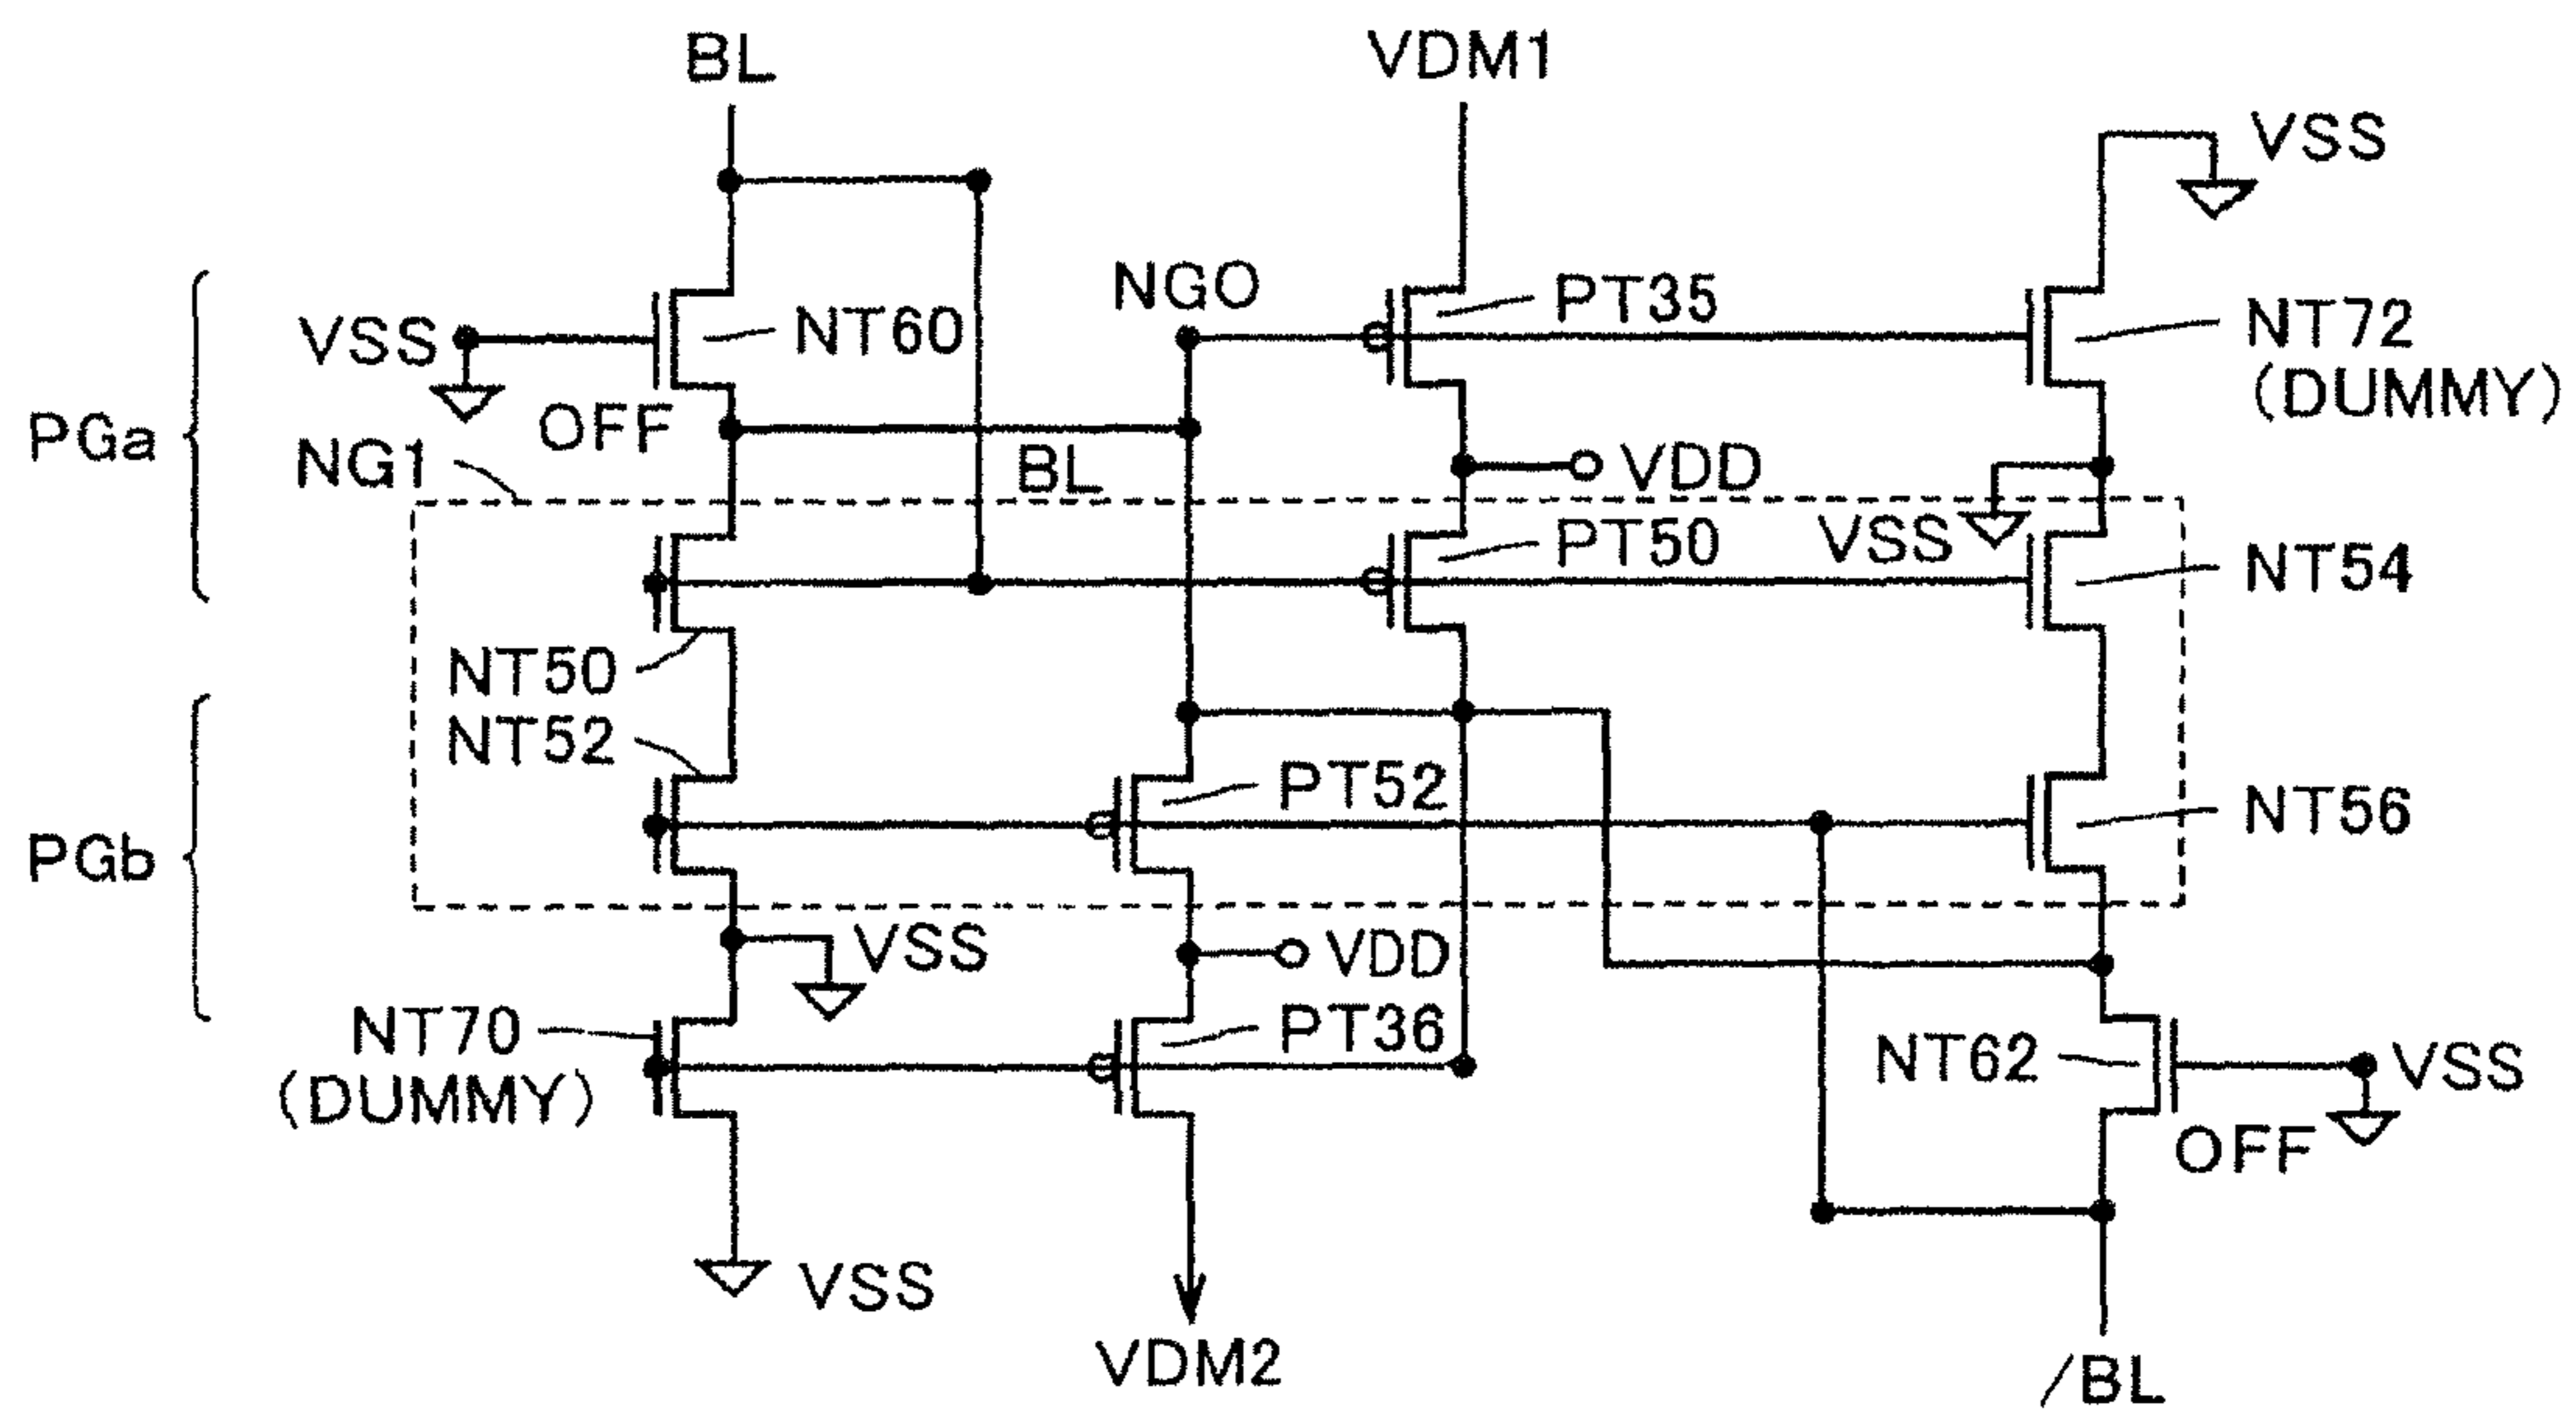 BL
VDM1
VSS
NGO
PT35
VSS
NT60
NT72
(DUMMY)
PGa
OFF
NG1
BL
VDD
PT50
VSS
NT54
NT50
NT52
PT52
NT56
PGb
VSS
VDD
NT70
(DUMMY)
PT36
NT62
VSS
OFF
VSS
VDM2
/BL